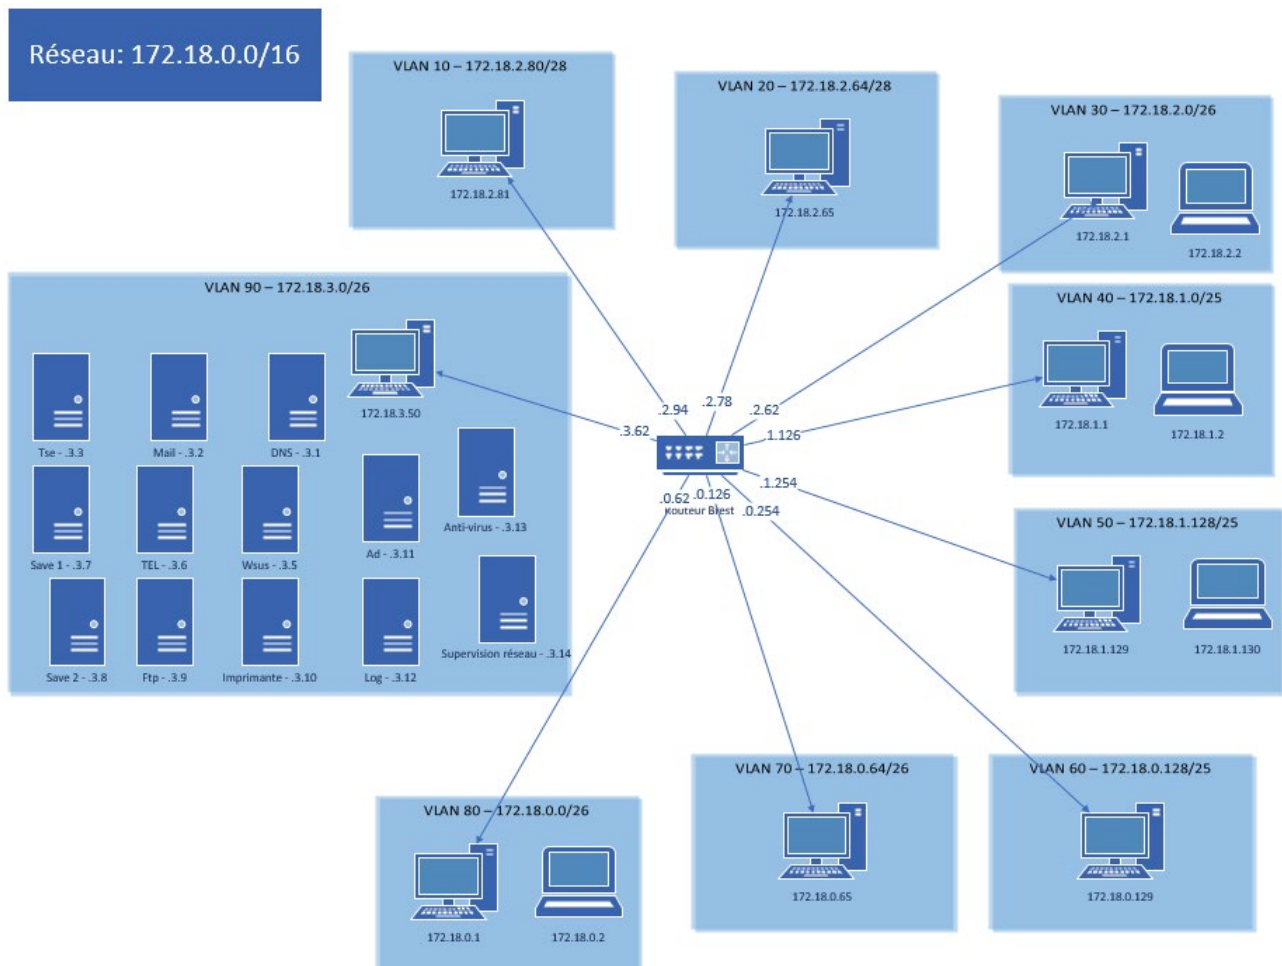 Réseau: 172.18.0.0/16
VLAN 10 – 172.18.2.80/28
172.18.2.81
VLAN 20 – 172.18.2.64/28
172.18.2.65
VLAN 30 – 172.18.2.0/26
172.18.2.1
172.18.2.2
VLAN 90 – 172.18.3.0/26
172.18.3.50
Tse - .3.3
Mail - .3.2
DNS - .3.1
Save 1 - .3.7
TEL - .3.6
Wsus - .3.5
Ad - .3.11
Anti-virus - .3.13
Save 2 - .3.8
Ftp - .3.9
Imprimante - .3.10
Log - .3.12
Supervision réseau - .3.14
VLAN 40 – 172.18.1.0/25
172.18.1.1
172.18.1.2
.2.94
.2.78
.2.62
.3.62
1.126
.1.254
.0.62
.0.126
.0.254
Routeur Brest
VLAN 50 – 172.18.1.128/25
172.18.1.129
172.18.1.130
VLAN 80 – 172.18.0.0/26
172.18.0.1
172.18.0.2
VLAN 70 – 172.18.0.64/26
172.18.0.65
VLAN 60 – 172.18.0.128/25
172.18.0.129